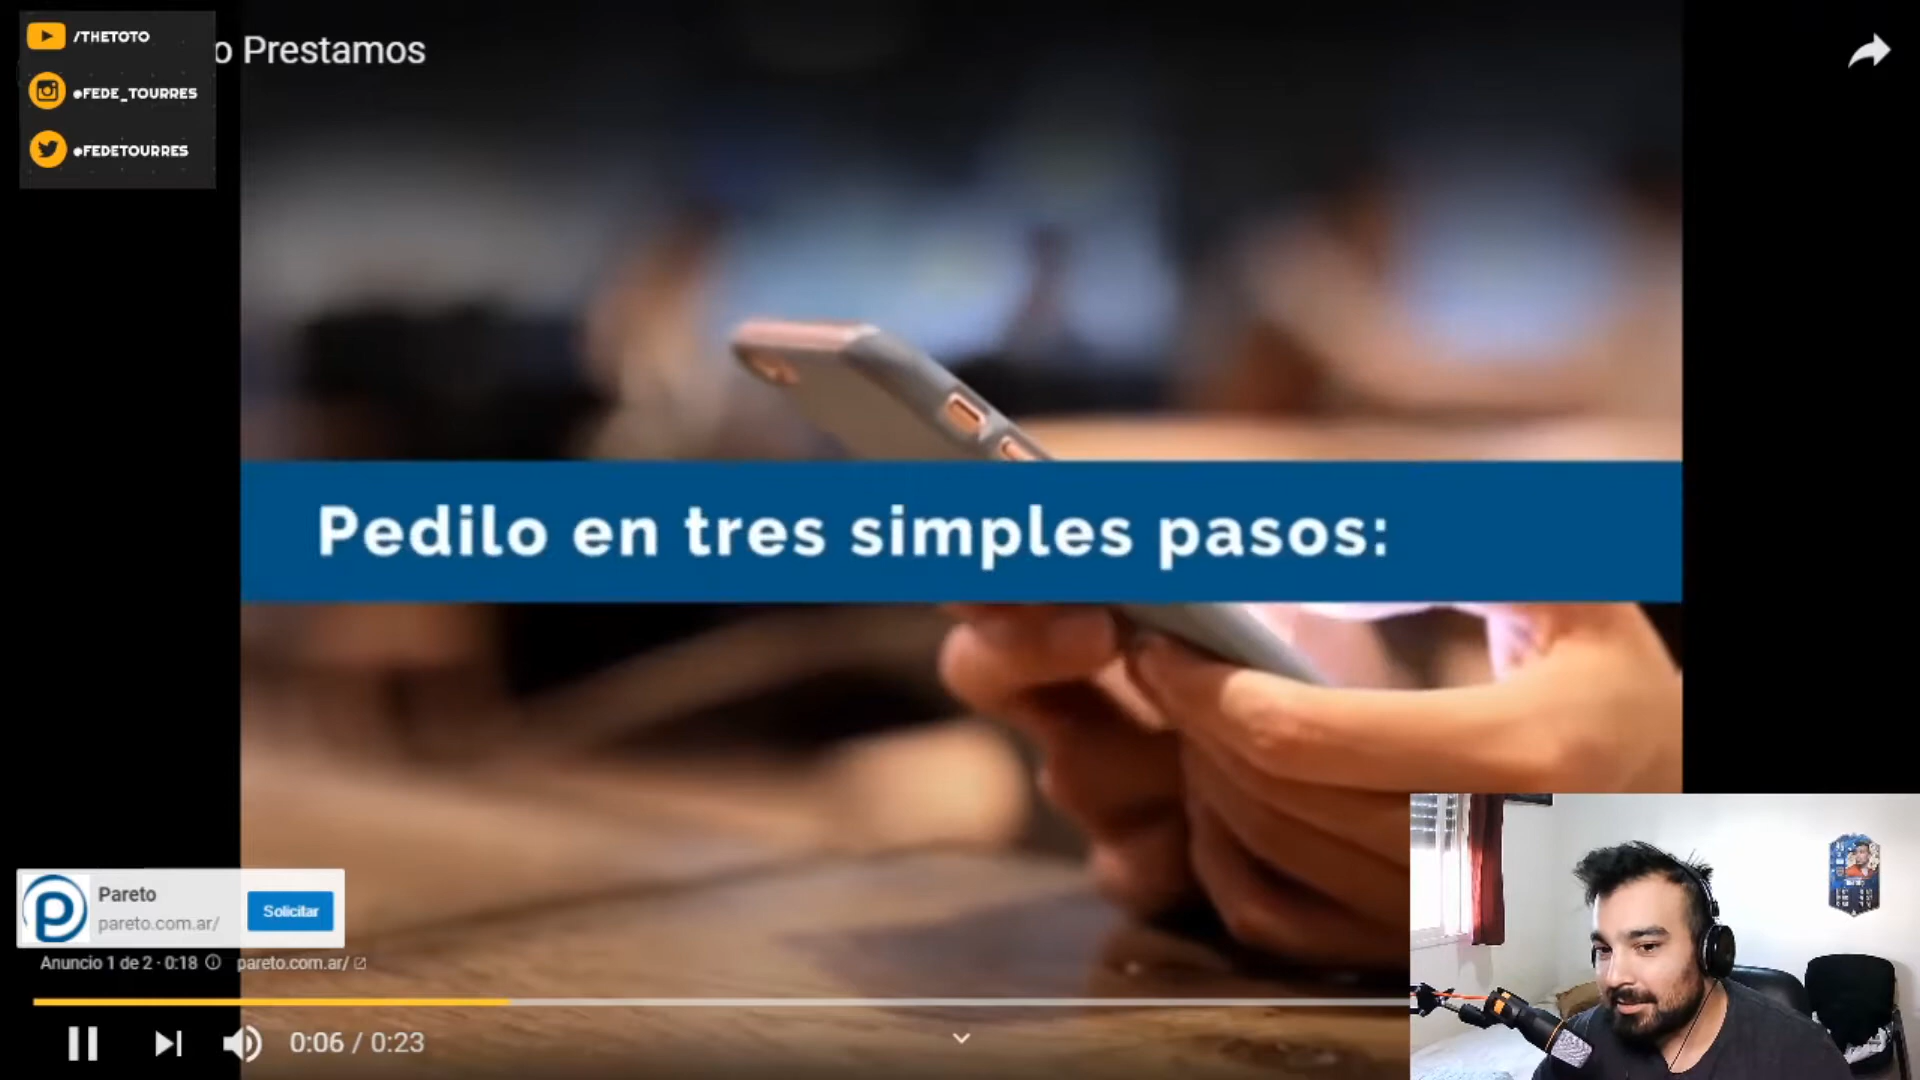 /THETOTO
@FEDE_TOURRES
@FEDETOURRES
o Prestamos
Pedilo en tres simples pasos:
Pareto
pareto.com.ar/
Solicitar
Anuncio 1 de 2 · 0:18 pareto.com.ar/
0:06 / 0:23